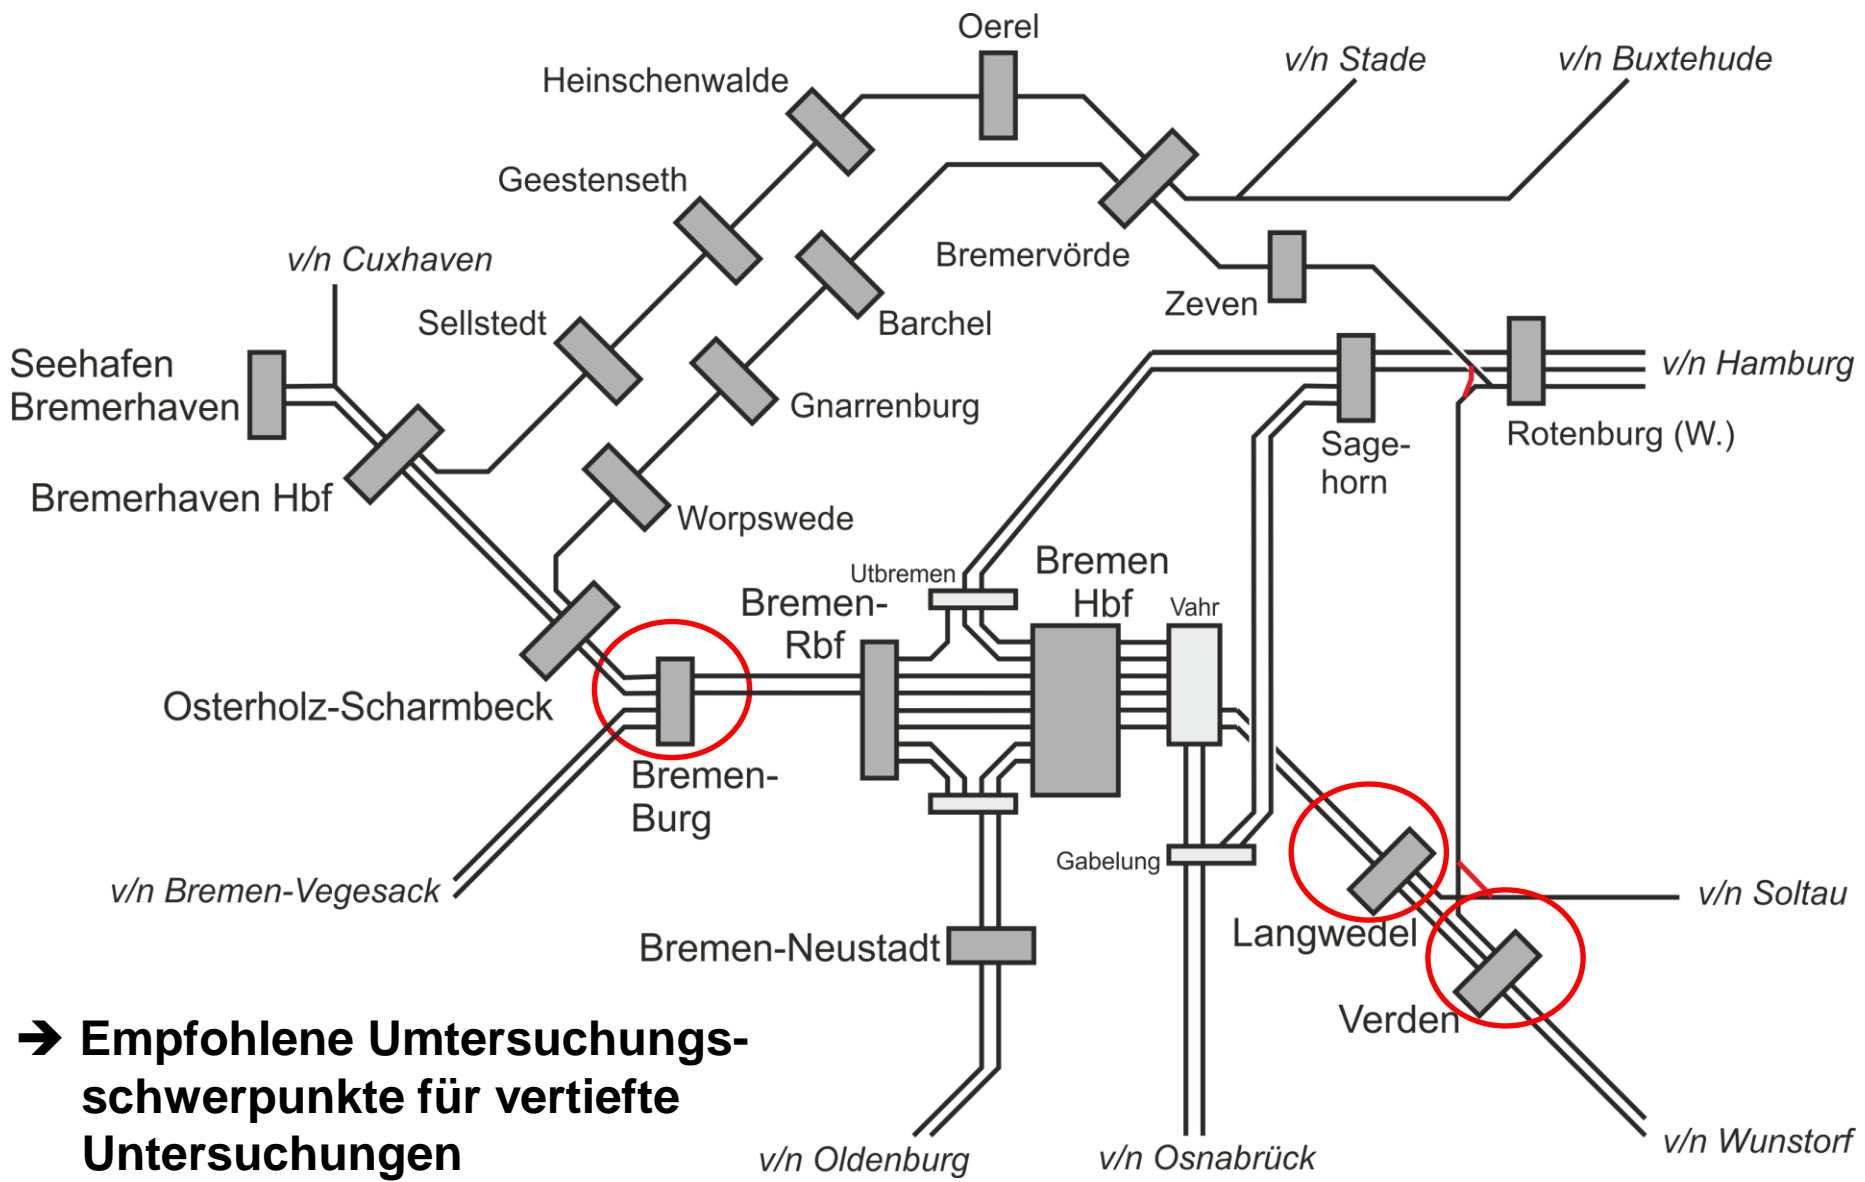 Oerel
v/n Stade
v/n Buxtehude
Heinschenwalde
Geestenseth
v/n Cuxhaven
Bremervörde
Zeven
Sellstedt
Barchel
Seehafen
Bremerhaven
v/n Hamburg
Gnarrenburg
Rotenburg (W.)
Sage-
horn
Bremerhaven Hbf
Worpswede
Utbremen
Bremen
Hbf
Vahr
Bremen-
Rbf
Osterholz-Scharmbeck
Bremen-
Burg
Gabelung
v/n Bremen-Vegesack
v/n Soltau
Langwedel
Bremen-Neustadt
Verden
➔ Empfohlene Umtersuchungs-
schwerpunkte für vertiefte
Untersuchungen
v/n Oldenburg
v/n Osnabrück
v/n Wunstorf